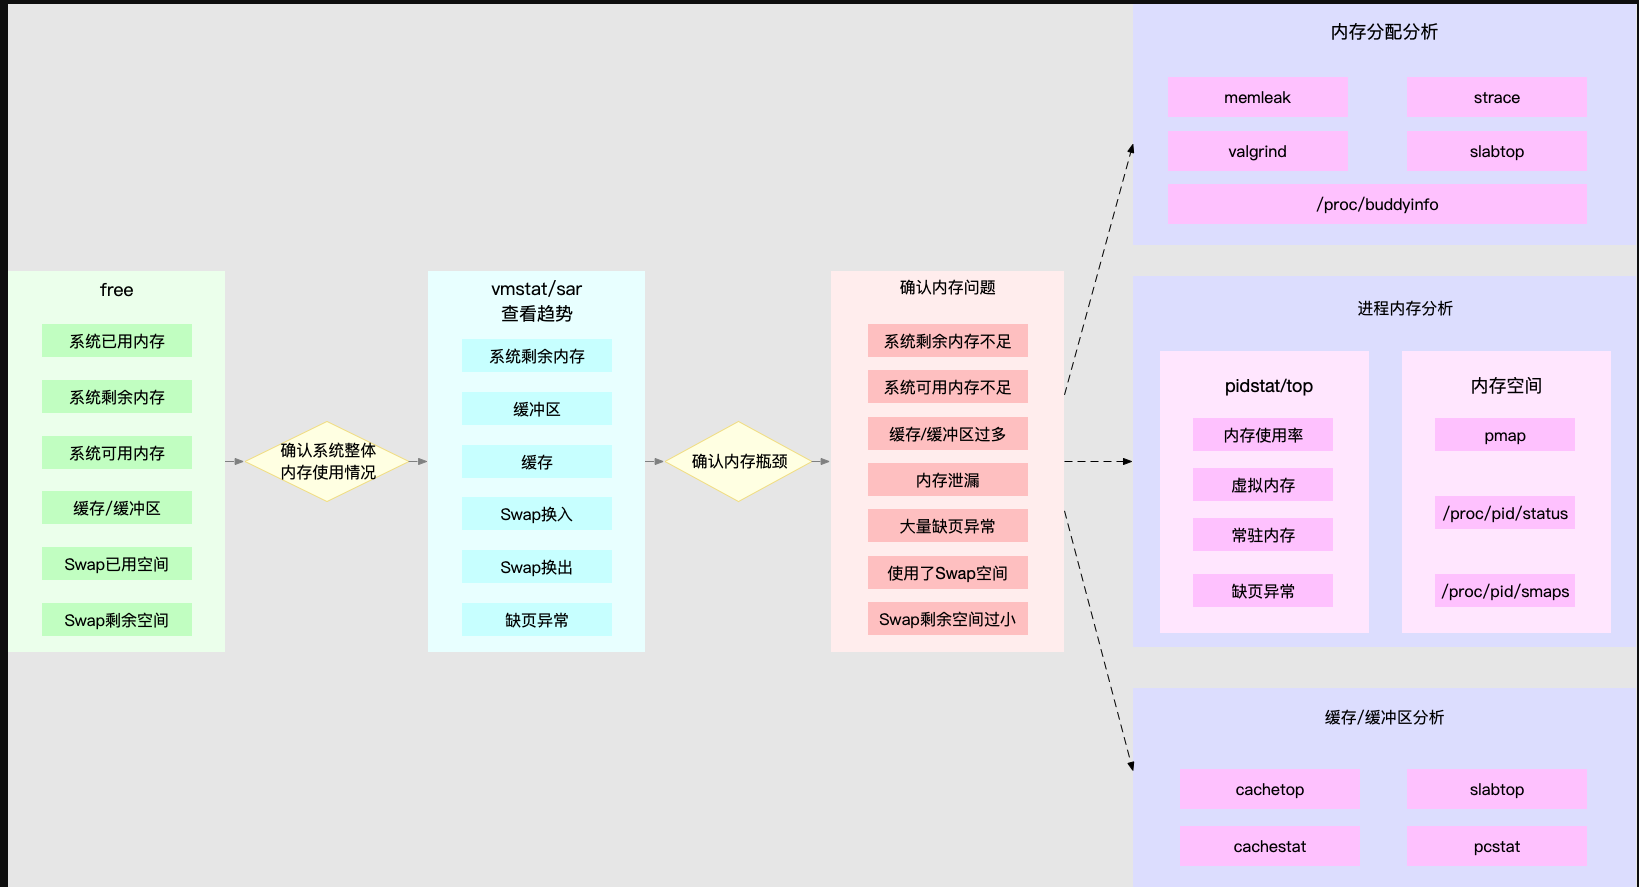 free
系统已用内存
系统剩余内存
系统可用内存
缓存/缓冲区
Swap已用空间
Swap剩余空间
确认系统整体
内存使用情况
vmstat/sar
查看趋势
系统剩余内存
缓冲区
缓存
Swap换入
Swap换出
缺页异常
确认内存瓶颈
确认内存问题
系统剩余内存不足
系统可用内存不足
缓存/缓冲区过多
内存泄漏
大量缺页异常
使用了Swap空间
Swap剩余空间过小
内存分配分析
memleak
strace
valgrind
slabtop
/proc/buddyinfo
进程内存分析
pidstat/top
内存使用率
虚拟内存
常驻内存
缺页异常
内存空间
pmap
/proc/pid/status
/proc/pid/smaps
缓存/缓冲区分析
cachetop
slabtop
cachestat
pcstat